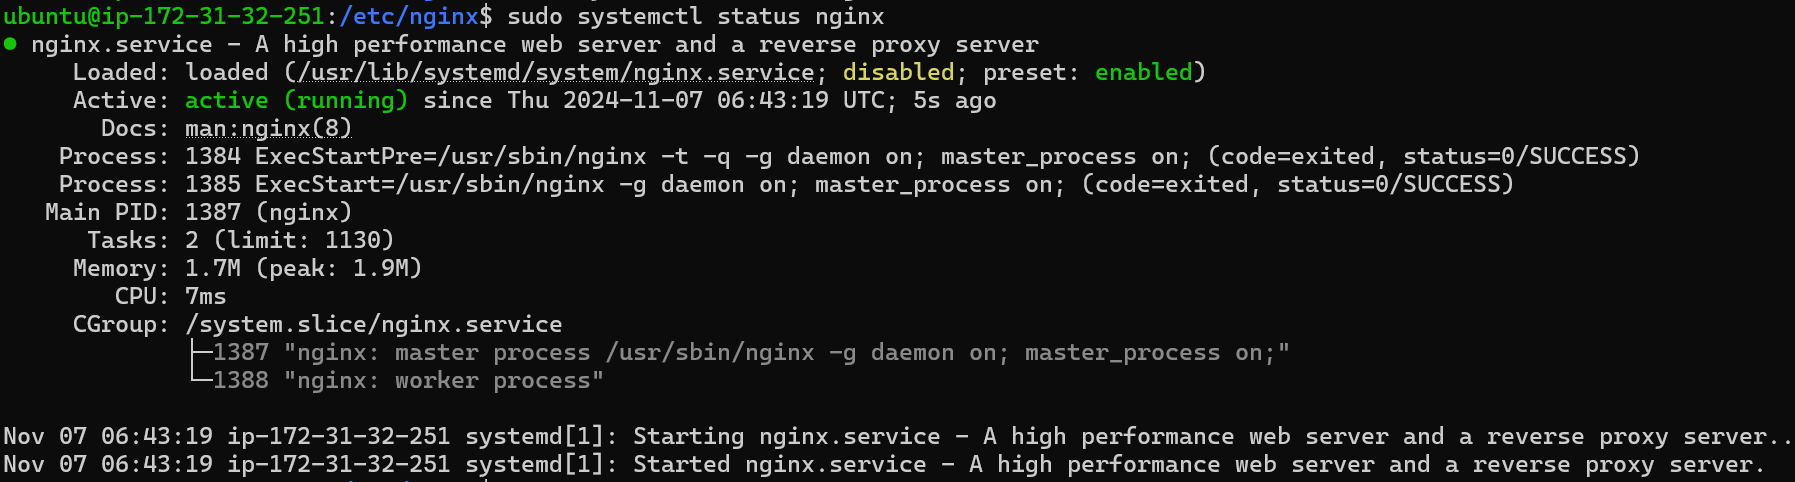 ubuntu@ip-172-31-32-251:/etc/nginx$ sudo systemctl status nginx
● nginx.service - A high performance web server and a reverse proxy server
     Loaded: loaded (/usr/lib/systemd/system/nginx.service; disabled; preset: enabled)
     Active: active (running) since Thu 2024-11-07 06:43:19 UTC; 5s ago
       Docs: man:nginx(8)
    Process: 1384 ExecStartPre=/usr/sbin/nginx -t -q -g daemon on; master_process on; (code=exited, status=0/SUCCESS)
    Process: 1385 ExecStart=/usr/sbin/nginx -g daemon on; master_process on; (code=exited, status=0/SUCCESS)
   Main PID: 1387 (nginx)
      Tasks: 2 (limit: 1130)
     Memory: 1.7M (peak: 1.9M)
        CPU: 7ms
     CGroup: /system.slice/nginx.service
             ├─1387 "nginx: master process /usr/sbin/nginx -g daemon on; master_process on;"
             └─1388 "nginx: worker process"

Nov 07 06:43:19 ip-172-31-32-251 systemd[1]: Starting nginx.service - A high performance web server and a reverse proxy server..
Nov 07 06:43:19 ip-172-31-32-251 systemd[1]: Started nginx.service - A high performance web server and a reverse proxy server.